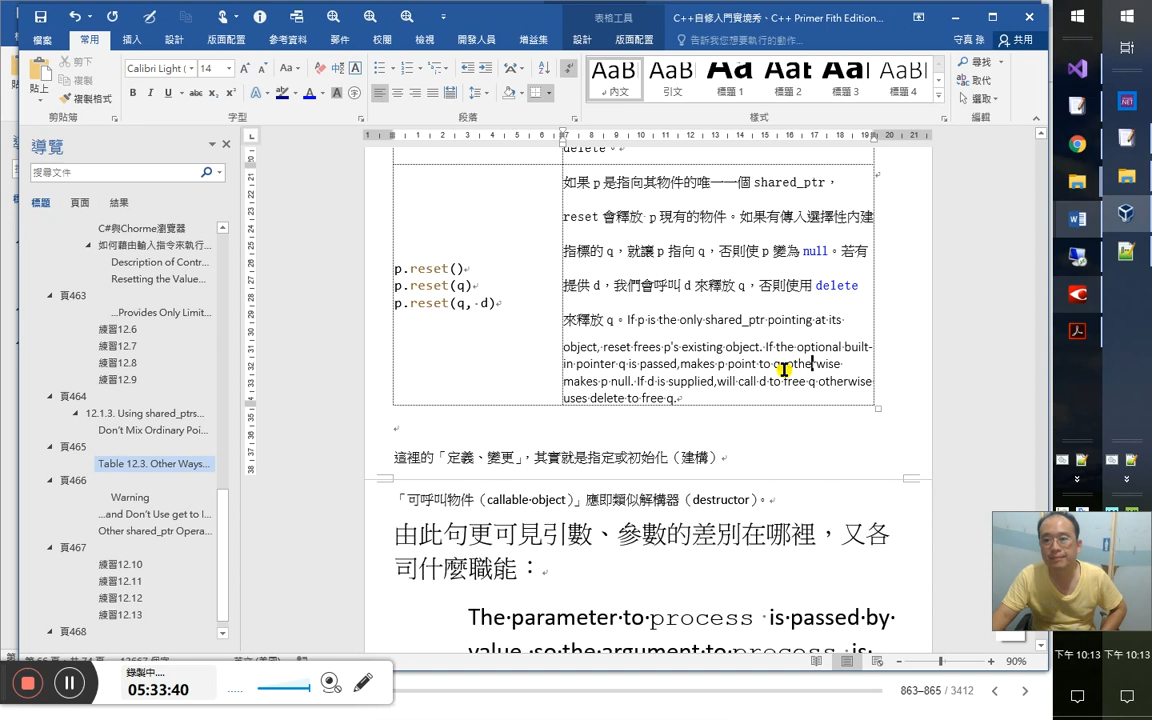 表格工具
C++自修入門實境秀、C++ Primer Fith Edition...
檔案
常用
插入
設計
版面配置
參考資料
郵件
校閱
檢視
開發人員
增益集
設計
版面配置
告訴我您想要執行的動作...
守真 孫
共用
貼上
剪下
複製
複製格式
Calibri Light (
14
內文
引文
標題 1
標題 2
標題 3
標題 4
尋找
取代
選取
剪貼簿
字型
段落
樣式
編輯
導覽
搜尋文件
標題
頁面
結果
C#與Chorme瀏覽器
如何藉由輸入指令來執行...
Description of Contr...
Resetting the Value...
頁463
...Provides Only Limit...
練習12.6
練習12.7
練習12.8
練習12.9
頁464
12.1.3. Using shared_ptrs...
Don't Mix Ordinary Poi...
頁465
Table 12.3. Other Ways...
頁466
Warning
...and Don't Use get to I...
Other shared_ptr Opera...
頁467
練習12.10
練習12.11
練習12.12
練習12.13
頁468
delete。
p.reset()
p.reset(q)
p.reset(q, d)
如果 p 是指向其物件的唯一一個 shared_ptr，
reset 會釋放 p 現有的物件。如果有傳入選擇性內建
指標的 q，就讓 p 指向 q，否則使 p 變為 null。若有
提供 d，我們會呼叫 d 來釋放 q，否則使用 delete
來釋放 q。If p is the only shared_ptr pointing at its
object, reset frees p's existing object. If the optional built-
in pointer q is passed,makes p point to q otherwise
makes p null. If d is supplied,will call d to free q otherwise
uses delete to free q.
這裡的「定義、變更」，其實就是指定或初始化（建構）
「可呼叫物件（callable object）」應即類似解構器（destructor）。
由此句更可見引數、參數的差別在哪裡，又各
司什麼職能：
The parameter to process is passed by
value, so the argument to process is
90%
錄製中....
05:33:40
863–865 / 3412
下午 10:13
下午 10:13